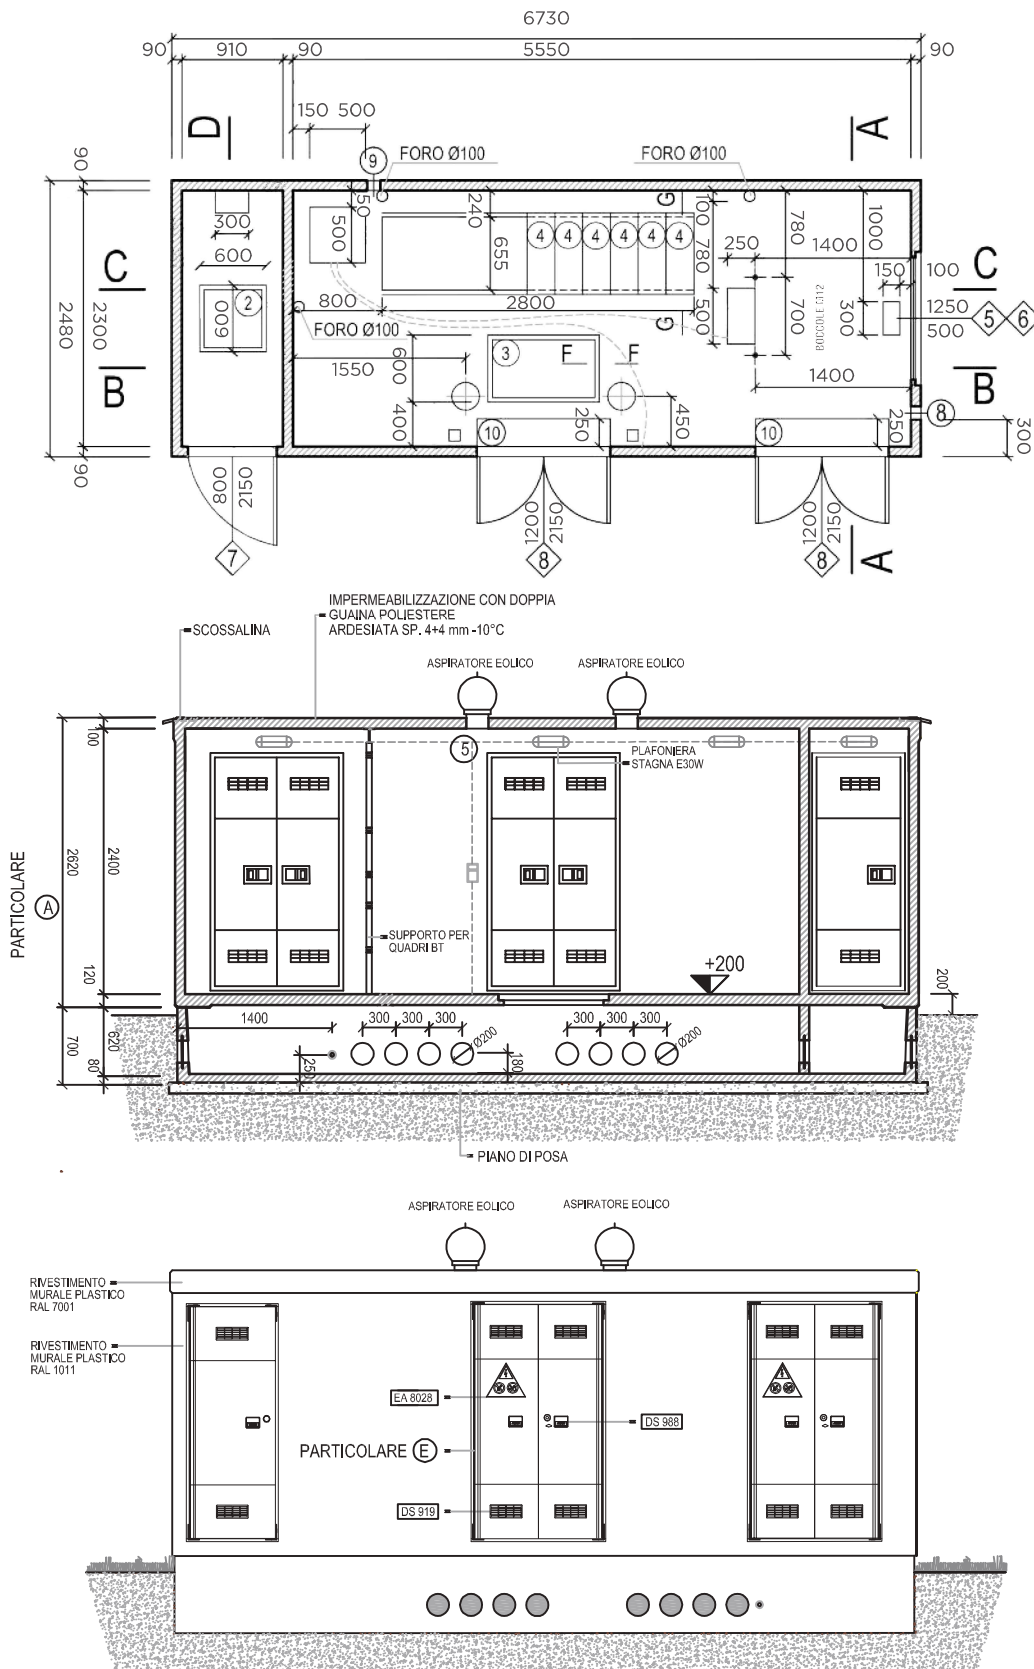 6730
90 910 90 5550 90
D
150 500
A
9
FORO Ø100
FORO Ø100
90
2480
2300
90
300
600
600
2
C
B
50
500
240
655
4 4 4 4 4 4
G
G
100
780
500
250
780
700
1400
1000
BOCCOLE G12
150 100
300
1250
500
5 6
C
B
800
2800
FORO Ø100
1550
600
400
3
F F
450
1400
10
250
10
250
8
300
800
2150
7
1200
2150
8
1200
2150
8
A
IMPERMEABILIZZAZIONE CON DOPPIA
GUAINA POLIESTERE
ARDESIATA SP. 4+4 mm -10°C
SCOSSALINA
ASPIRATORE EOLICO
ASPIRATORE EOLICO
5
PLAFONIERA
STAGNA E30W
PARTICOLARE
A
100
2620
2400
120
SUPPORTO PER
QUADRI BT
+200
200
1400
300 300 300
Ø200
300 300 300
Ø200
700
620
80
250
180
PIANO DI POSA
ASPIRATORE EOLICO
ASPIRATORE EOLICO
RIVESTIMENTO
MURALE PLASTICO
RAL 7001
RIVESTIMENTO
MURALE PLASTICO
RAL 1011
EA 8028
DS 988
PARTICOLARE E
DS 919